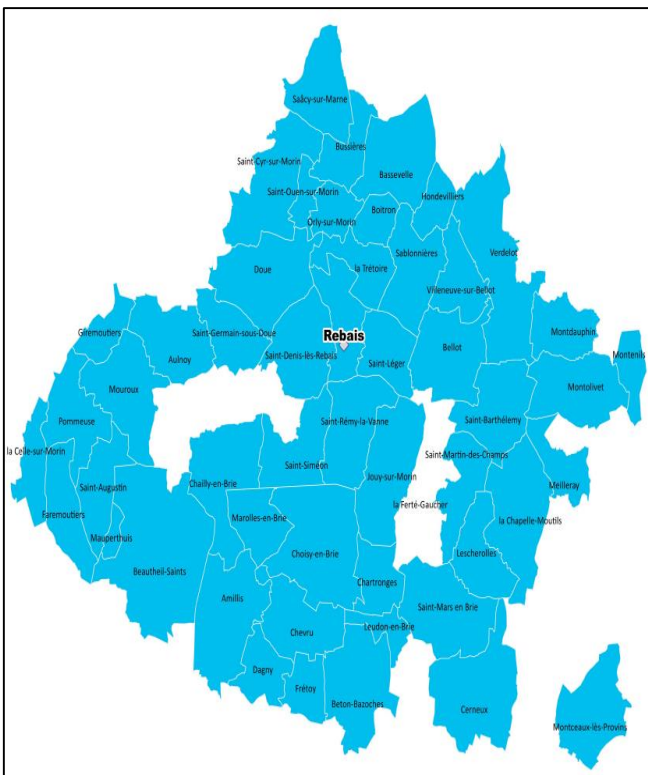 Saâcy-sur-Marne
Bussières
Saint-Cyr-sur-Morin
Bassevelle
Saint-Ouen-sur-Morin
Hondevilliers
Boitron
Orly-sur-Morin
Sablonnières
Verdelot
Doue
la Trétoire
Villeneuve-sur-Bellot
Giremoutiers
Saint-Germain-sous-Doue
Rebais
Montdauphin
Aulnoy
Saint-Denis-lès-Rebais
Bellot
Montenils
Mouroux
Saint-Léger
Montolivet
Pommeuse
Saint-Rémy-la-Vanne
Saint-Barthélemy
la Celle-sur-Morin
Saint-Martin-des-Champs
Saint-Siméon
Jouy-sur-Morin
Saint-Augustin
Chailly-en-Brie
Meilleray
la Ferté-Gaucher
Faremoutiers
Marolles-en-Brie
la Chapelle-Moutils
Mauperthuis
Choisy-en-Brie
Lescherolles
Beautheil-Saints
Chartronges
Amillis
Saint-Mars en Brie
Chevru
Leudon-en-Brie
Dagny
Frétoy
Beton-Bazoches
Cerneux
Montceaux-lès-Provins